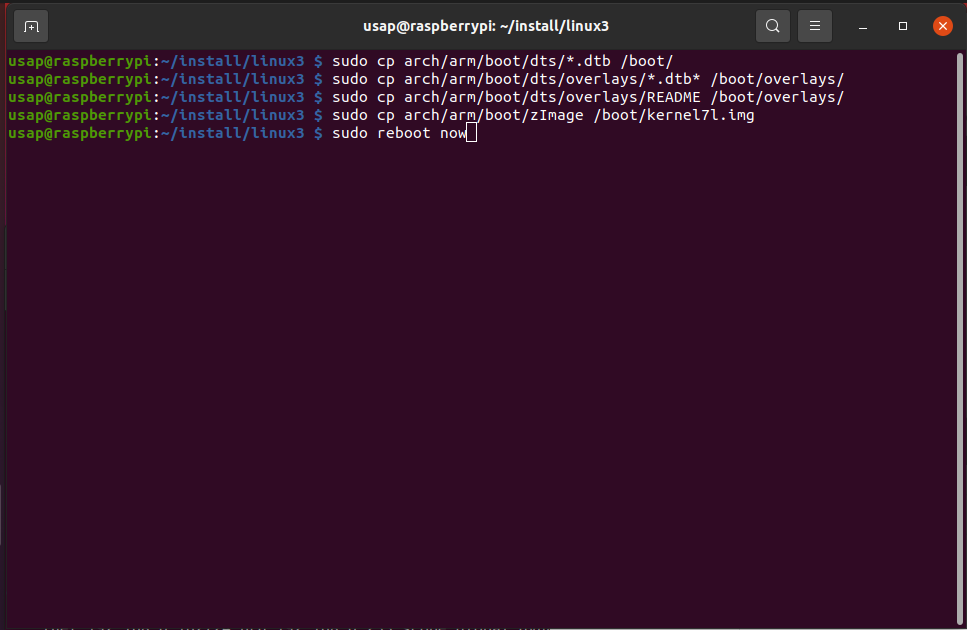 usap@raspberrypi: ~/install/linux3
usap@raspberrypi:~/install/linux3 $ sudo cp arch/arm/boot/dts/*.dtb /boot/
usap@raspberrypi:~/install/linux3 $ sudo cp arch/arm/boot/dts/overlays/*.dtb* /boot/overlays/
usap@raspberrypi:~/install/linux3 $ sudo cp arch/arm/boot/dts/overlays/README /boot/overlays/
usap@raspberrypi:~/install/linux3 $ sudo cp arch/arm/boot/zImage /boot/kernel7l.img
usap@raspberrypi:~/install/linux3 $ sudo reboot now